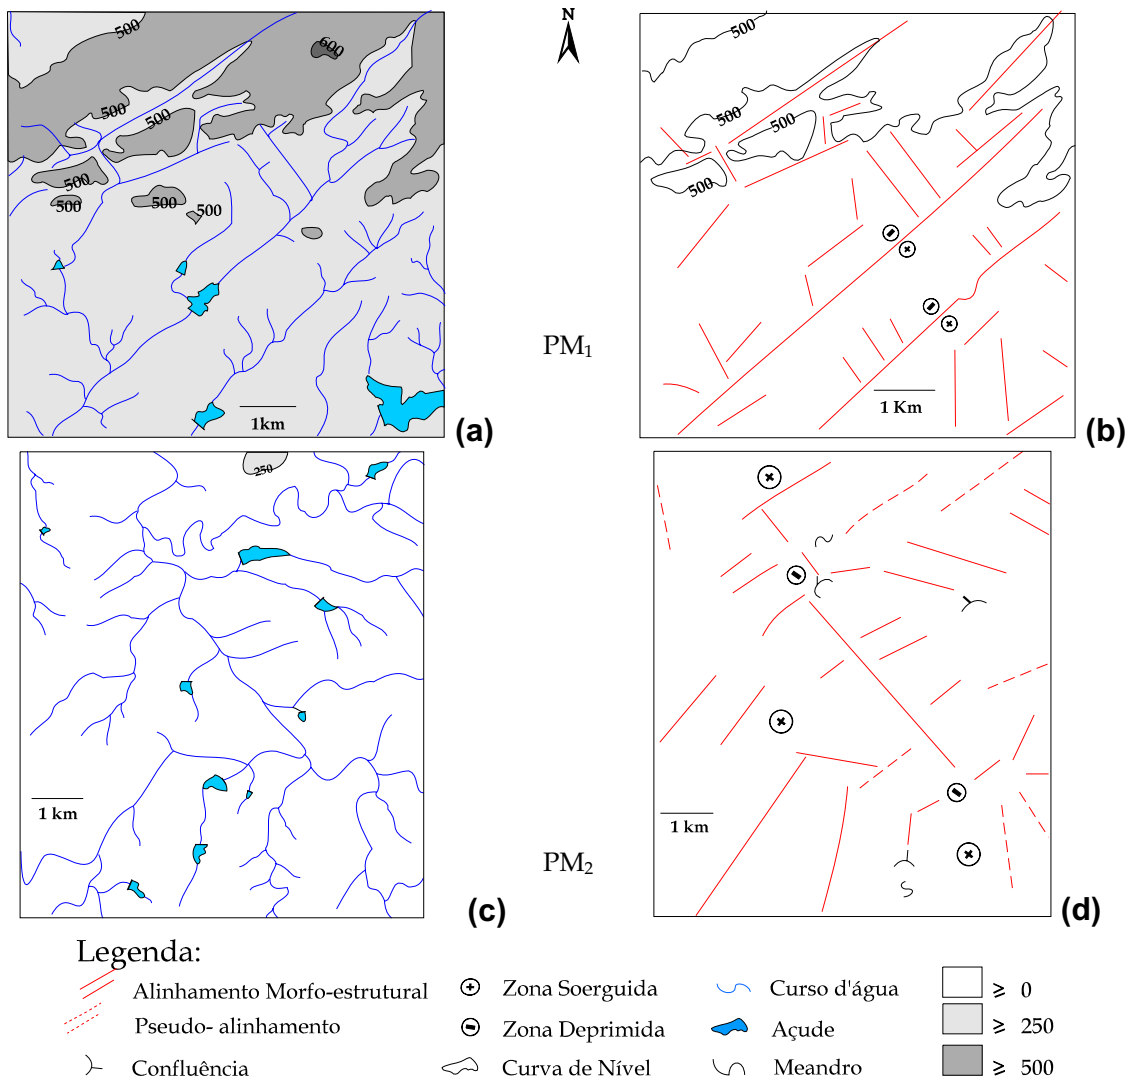 N
500
600
500
500
500
500
500
500
1km
(a)
PM₁
500
500
500
500
1 Km
(b)
250
1 km
(c)
PM₂
1 km
(d)
Legenda:
Alinhamento Morfo-estrutural
Zona Soerguida
Curso d'água
≥ 0
Pseudo- alinhamento
Zona Deprimida
Açude
≥ 250
Confluência
Curva de Nível
Meandro
≥ 500